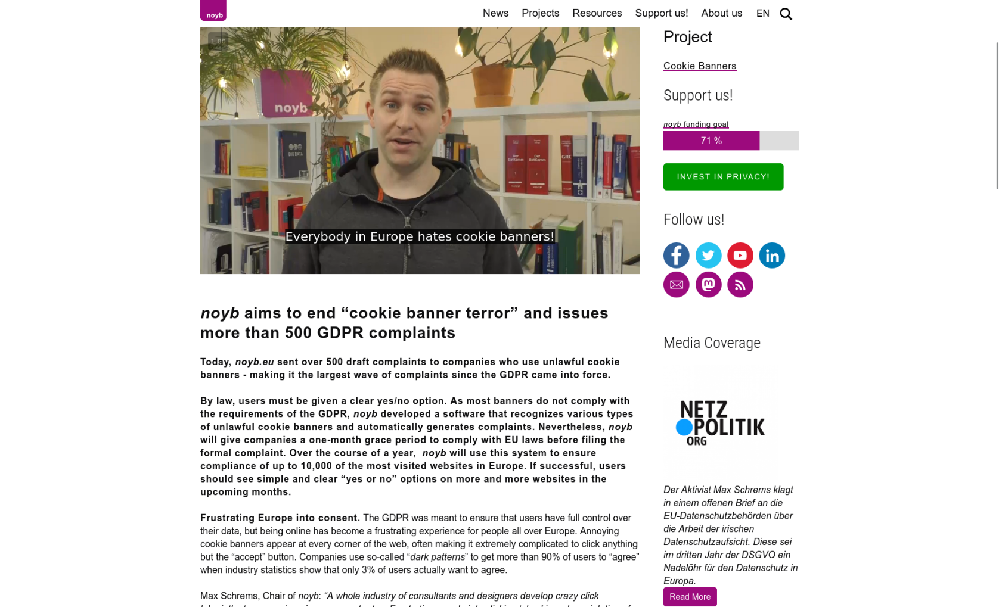 noyb
News Projects Resources Support us! About us EN
1,00
noyb
BIG DATA
Der DatKomm
Der DatKomm
GRC
Everybody in Europe hates cookie banners!
noyb aims to end “cookie banner terror” and issues
more than 500 GDPR complaints
Today, noyb.eu sent over 500 draft complaints to companies who use unlawful cookie
banners - making it the largest wave of complaints since the GDPR came into force.
By law, users must be given a clear yes/no option. As most banners do not comply with
the requirements of the GDPR, noyb developed a software that recognizes various types
of unlawful cookie banners and automatically generates complaints. Nevertheless, noyb
will give companies a one-month grace period to comply with EU laws before filing the
formal complaint. Over the course of a year, noyb will use this system to ensure
compliance of up to 10,000 of the most visited websites in Europe. If successful, users
should see simple and clear “yes or no” options on more and more websites in the
upcoming months.
Frustrating Europe into consent. The GDPR was meant to ensure that users have full control over
their data, but being online has become a frustrating experience for people all over Europe. Annoying
cookie banners appear at every corner of the web, often making it extremely complicated to click anything
but the “accept” button. Companies use so-called “dark patterns” to get more than 90% of users to “agree”
when industry statistics show that only 3% of users actually want to agree.
Max Schrems, Chair of noyb: “A whole industry of consultants and designers develop crazy click
Project
Cookie Banners
Support us!
noyb funding goal
71 %
INVEST IN PRIVACY!
Follow us!
Media Coverage
NETZ
POLITIK
ORG
Der Aktivist Max Schrems klagt
in einem offenen Brief an die
EU-Datenschutzbehörden über
die Arbeit der irischen
Datenschutzaufsicht. Diese sei
im dritten Jahr der DSGVO ein
Nadelöhr für den Datenschutz in
Europa.
Read More